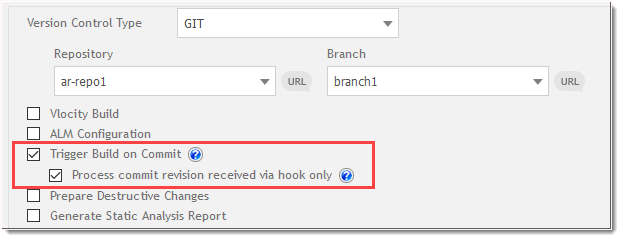 Version Control Type GIT
Repository Branch
ar-repo1 URL branch1 URL
Vlocity Build
ALM Configuration
Trigger Build on Commit ?
Process commit revision received via hook only ?
Prepare Destructive Changes
Generate Static Analysis Report